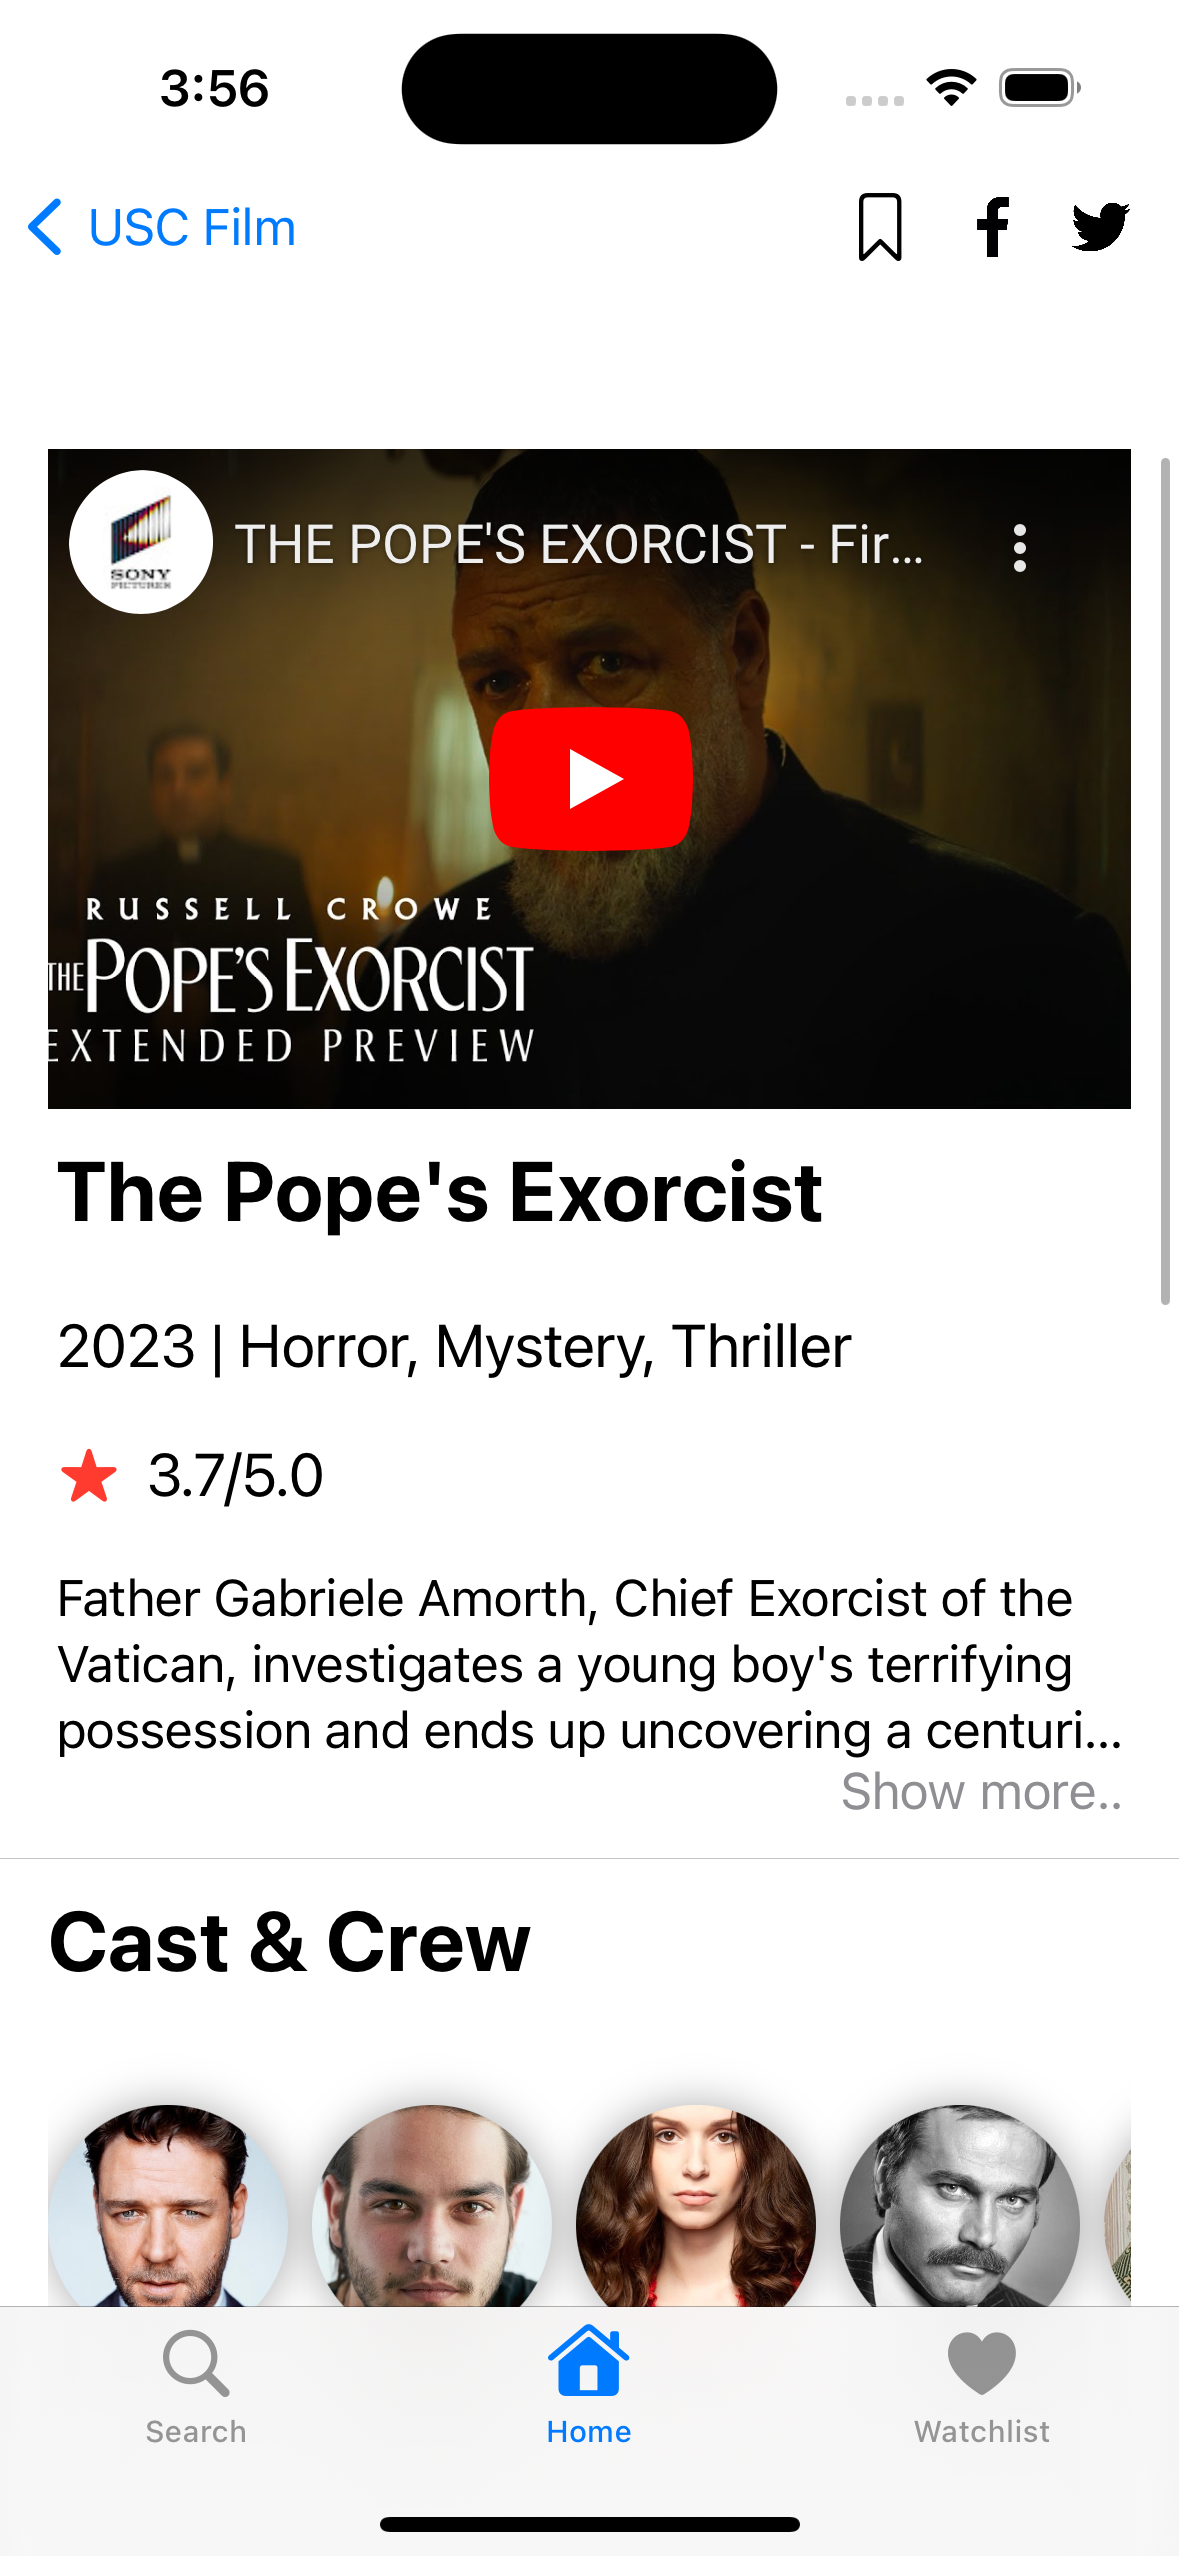 3:56
USC Film
SONY
PICTURES
THE POPE'S EXORCIST - Fir...
RUSSELL CROWE
THE POPE'S EXORCIST
EXTENDED PREVIEW
The Pope's Exorcist
2023 | Horror, Mystery, Thriller
3.7/5.0
Father Gabriele Amorth, Chief Exorcist of the
Vatican, investigates a young boy's terrifying
possession and ends up uncovering a centuri...
Show more..
Cast & Crew
Search
Home
Watchlist